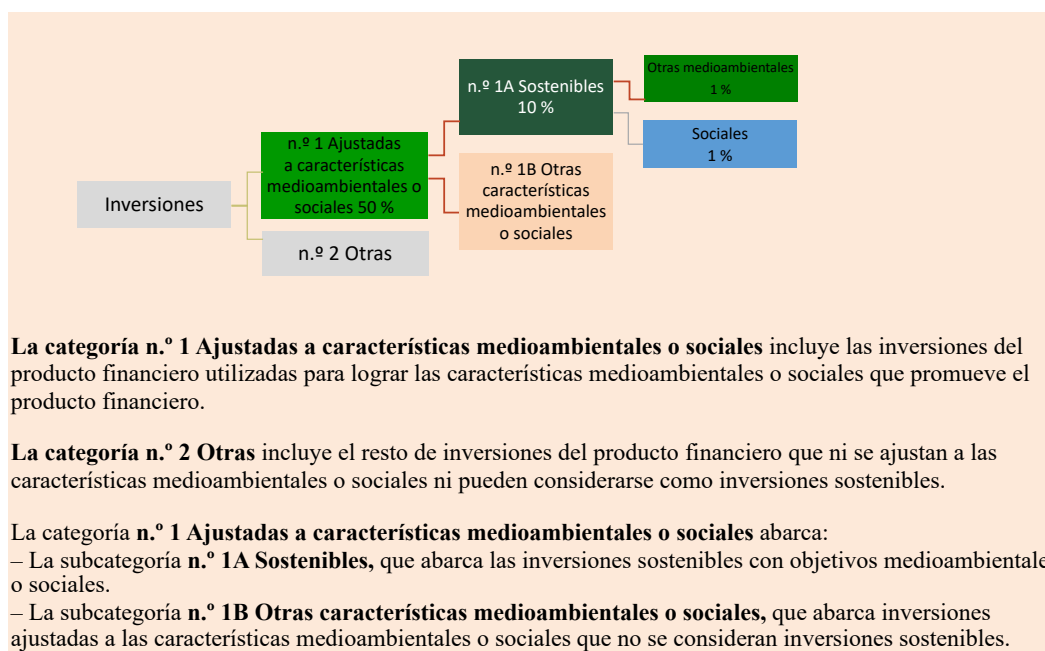 Inversiones
n.º 1 Ajustadas
a características
medioambientales o
sociales 50 %
n.º 2 Otras
n.º 1A Sostenibles
10 %
n.º 1B Otras
características
medioambientales
o sociales
Otras medioambientales
1 %
Sociales
1 %
La categoría n.º 1 Ajustadas a características medioambientales o sociales incluye las inversiones del
producto financiero utilizadas para lograr las características medioambientales o sociales que promueve el
producto financiero.
La categoría n.º 2 Otras incluye el resto de inversiones del producto financiero que ni se ajustan a las
características medioambientales o sociales ni pueden considerarse como inversiones sostenibles.
La categoría n.º 1 Ajustadas a características medioambientales o sociales abarca:
– La subcategoría n.º 1A Sostenibles, que abarca las inversiones sostenibles con objetivos medioambientale
o sociales.
– La subcategoría n.º 1B Otras características medioambientales o sociales, que abarca inversiones
ajustadas a las características medioambientales o sociales que no se consideran inversiones sostenibles.